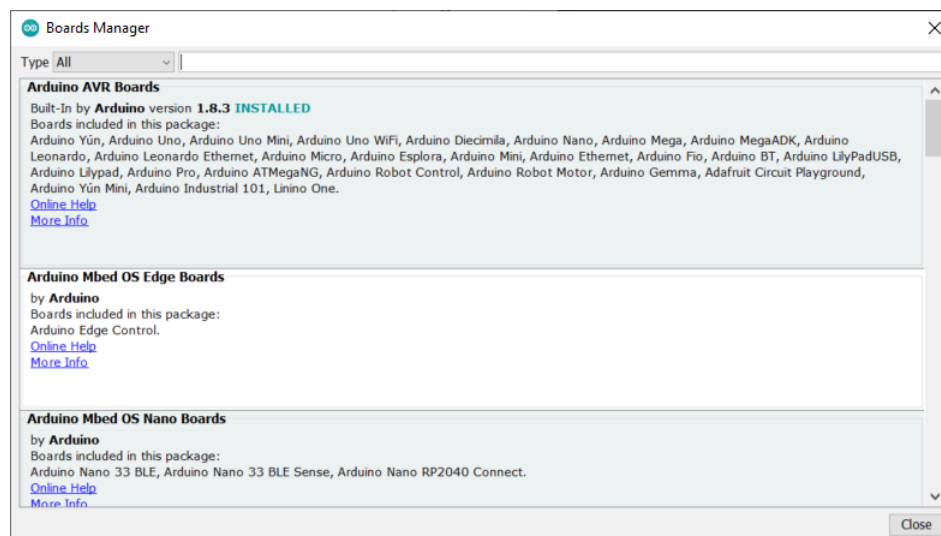 Boards Manager
Type All
Arduino AVR Boards
Built-In by Arduino version 1.8.3 INSTALLED
Boards included in this package:
Arduino Yún, Arduino Uno, Arduino Uno Mini, Arduino Uno WiFi, Arduino Diecimila, Arduino Nano, Arduino Mega, Arduino MegaADK, Arduino
Leonardo, Arduino Leonardo Ethernet, Arduino Micro, Arduino Esplora, Arduino Mini, Arduino Ethernet, Arduino Fio, Arduino BT, Arduino LilyPadUSB,
Arduino Lilypad, Arduino Pro, Arduino ATMegaNG, Arduino Robot Control, Arduino Robot Motor, Arduino Gemma, Adafruit Circuit Playground,
Arduino Yún Mini, Arduino Industrial 101, Linino One.
Online Help
More Info
Arduino Mbed OS Edge Boards
by Arduino
Boards included in this package:
Arduino Edge Control.
Online Help
More Info
Arduino Mbed OS Nano Boards
by Arduino
Boards included in this package:
Arduino Nano 33 BLE, Arduino Nano 33 BLE Sense, Arduino Nano RP2040 Connect.
Online Help
More Info
Close